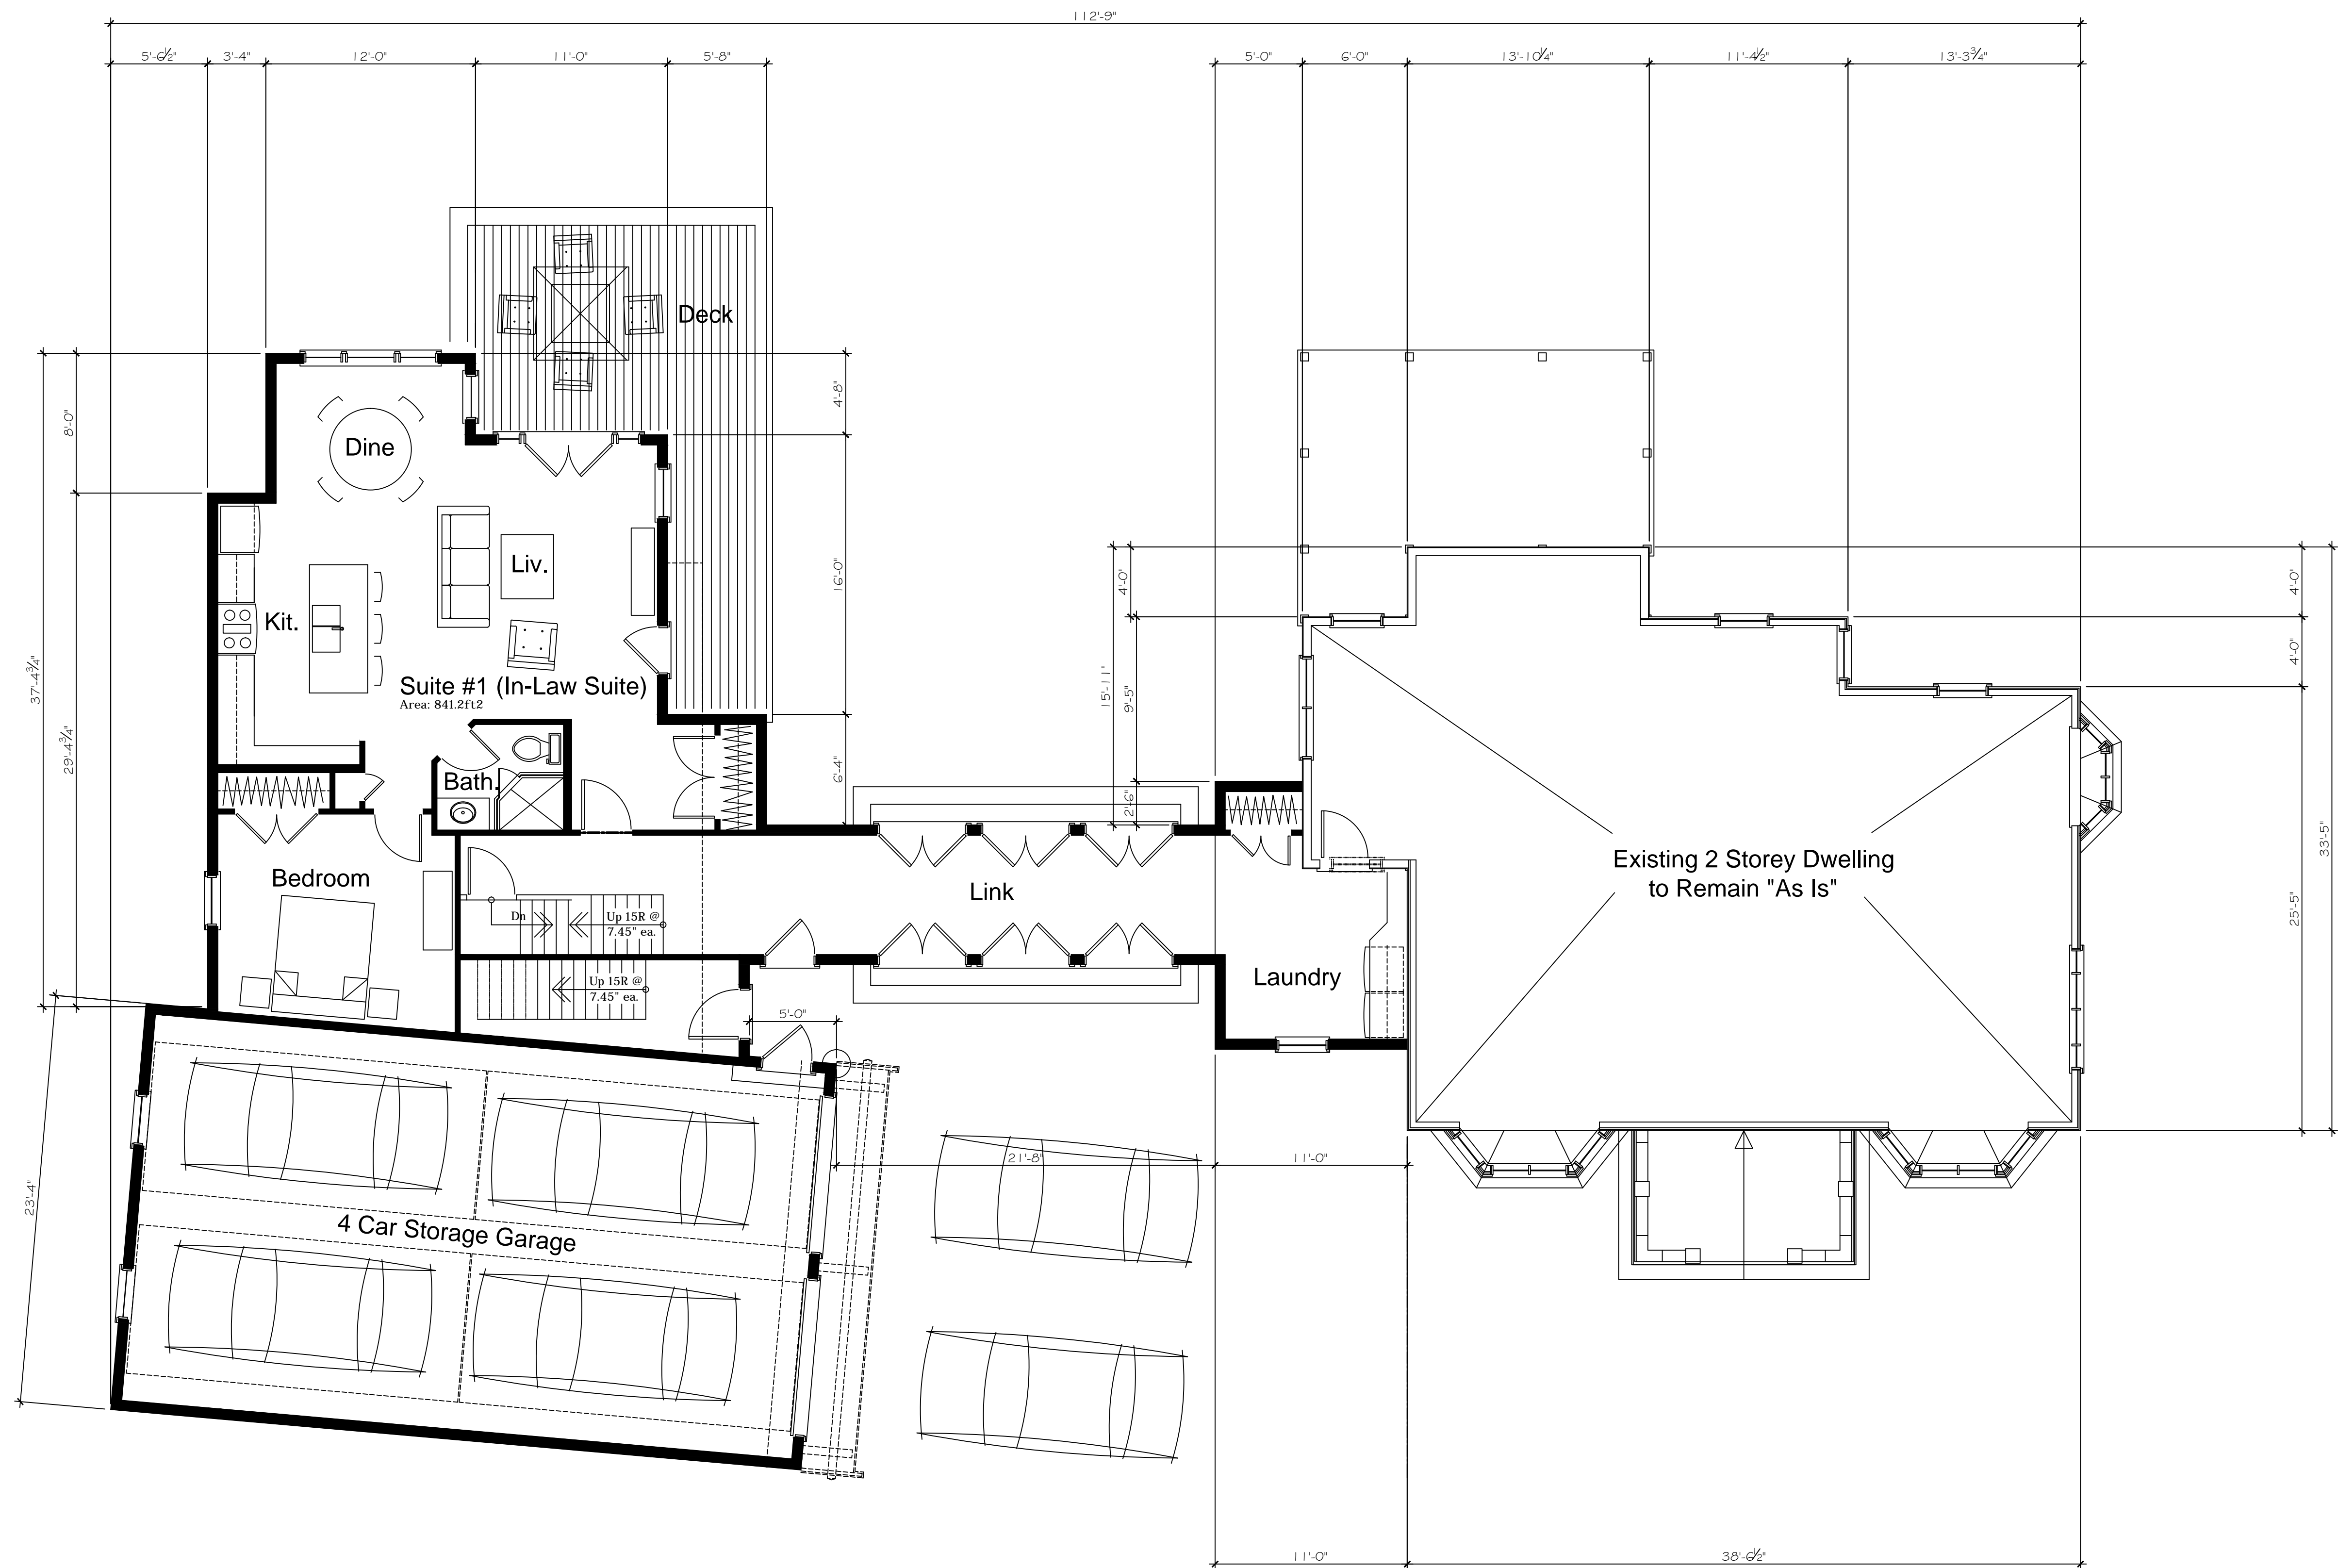 112'-9"
5'-6½" 3'-4" 12'-0" 11'-0" 5'-8" 5'-0" 6'-0" 13'-10¼" 11'-4½" 13'-3¾"
Deck
4'-8"
8'-0"
Dine
Liv.
16'-0"
4'-0"
4'-0"
Kit.
4'-0"
37'-4¾"
Suite #1 (In-Law Suite)
Area: 841.2ft2
15'-11"
9'-5"
29'-4¾"
6'-4"
Bath.
2'-6"
33'-5"
Existing 2 Storey Dwelling
to Remain "As Is"
Bedroom
Link
Dn
Up 15R @
7.45" ea.
25'-5"
Laundry
Up 15R @
7.45" ea.
5'-0"
21'-8"
11'-0"
23'-4"
4 Car Storage Garage
11'-0"
38'-6½"